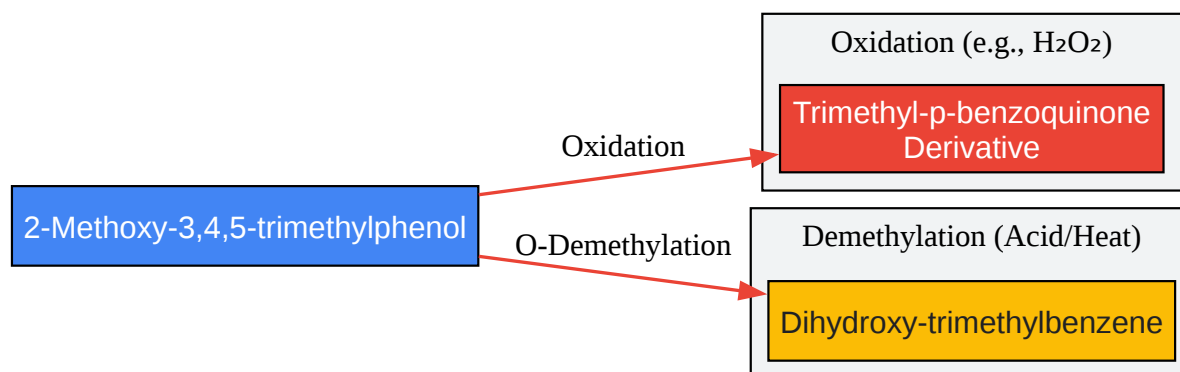 Oxidation (e.g., H₂O₂)
Trimethyl-p-benzoquinone
Derivative
Oxidation
2-Methoxy-3,4,5-trimethylphenol
O-Demethylation
Demethylation (Acid/Heat)
Dihydroxy-trimethylbenzene